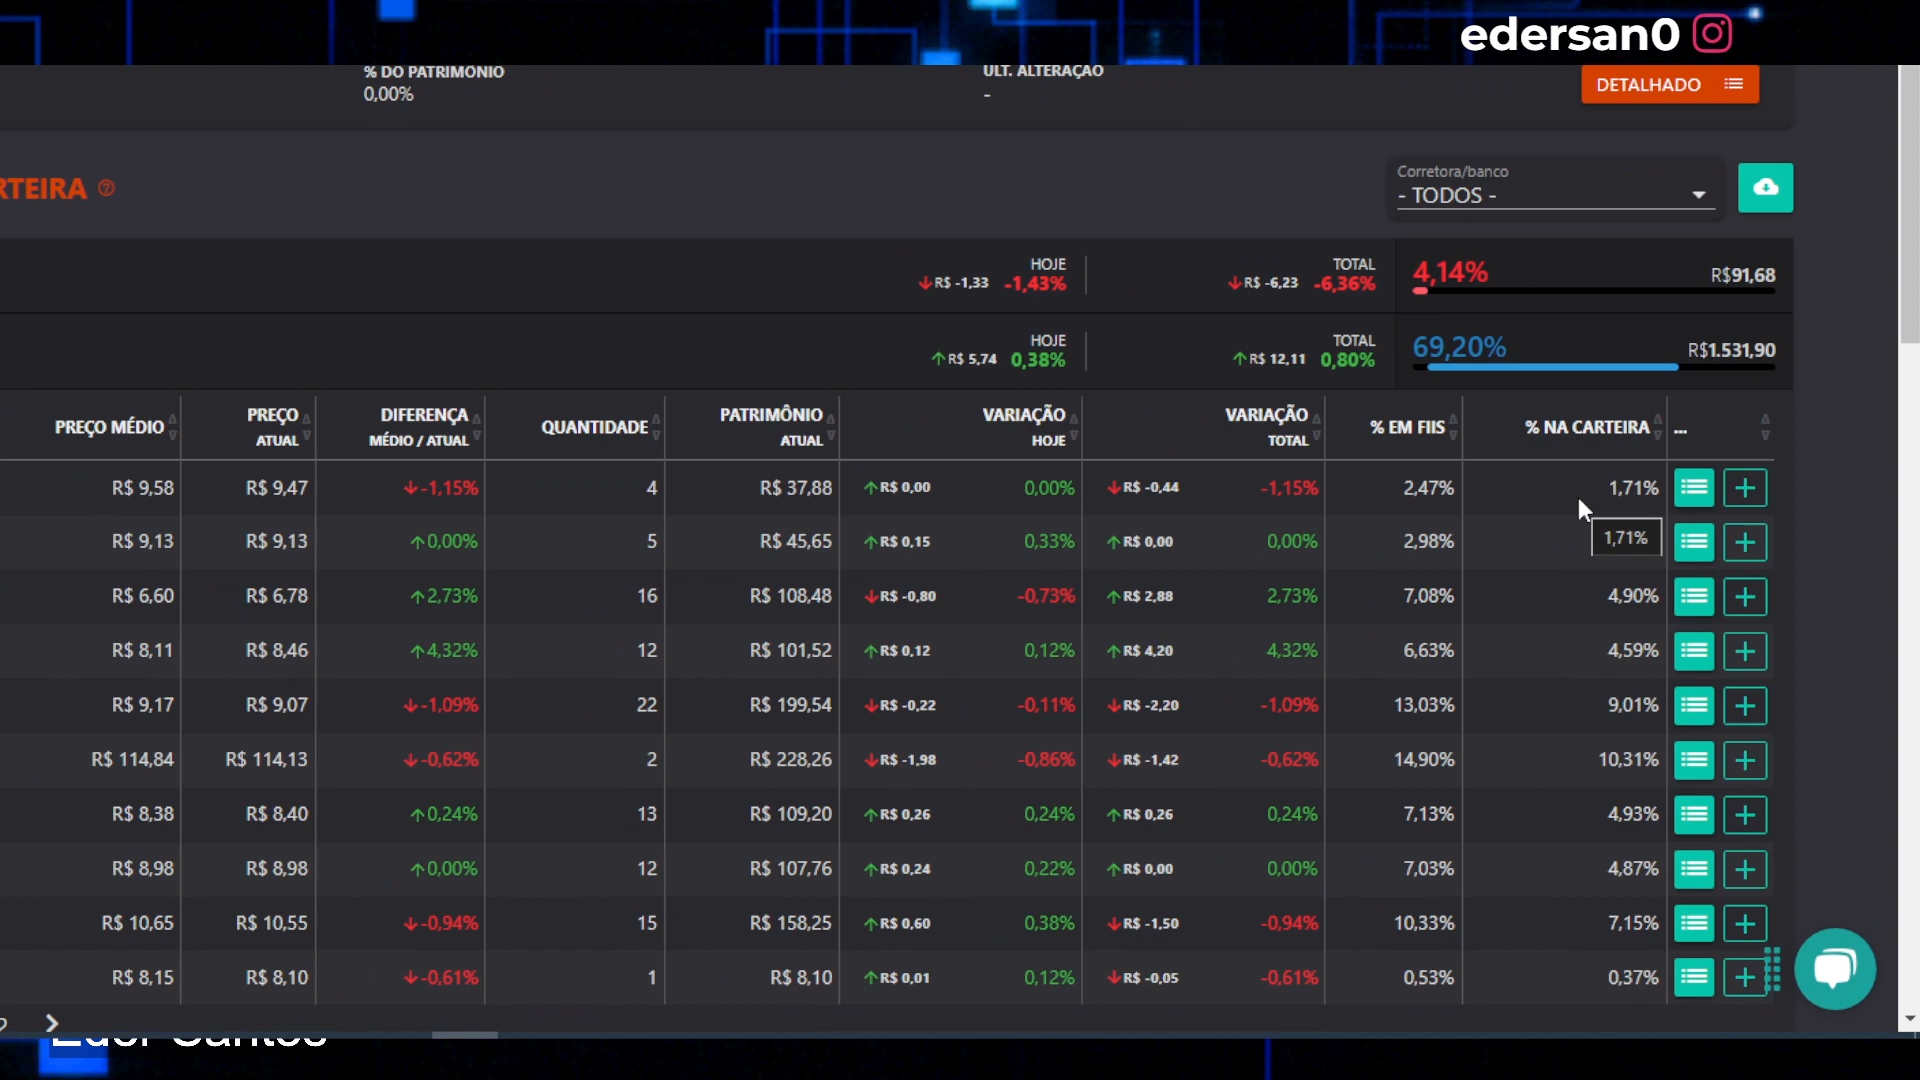 edersan0
% DO PATRIMÔNIO
0,00%
ÚLT. ALTERAÇÃO
-
DETALHADO
RTEIRA
Corretora/banco
- TODOS -
HOJE
R$ -1,33 -1,43%
TOTAL
R$ -6,23 -6,36%
4,14% R$91,68
HOJE
R$ 5,74 0,38%
TOTAL
R$ 12,11 0,80%
69,20% R$1.531,90
PREÇO MÉDIO PREÇO ATUAL DIFERENÇA MÉDIO / ATUAL QUANTIDADE PATRIMÔNIO ATUAL VARIAÇÃO HOJE VARIAÇÃO TOTAL % EM FIIS % NA CARTEIRA ...
R$ 9,58 R$ 9,47 -1,15% 4 R$ 37,88 R$ 0,00 0,00% R$ -0,44 -1,15% 2,47% 1,71%
R$ 9,13 R$ 9,13 0,00% 5 R$ 45,65 R$ 0,15 0,33% R$ 0,00 0,00% 2,98% 1,71%
R$ 6,60 R$ 6,78 2,73% 16 R$ 108,48 R$ -0,80 -0,73% R$ 2,88 2,73% 7,08% 4,90%
R$ 8,11 R$ 8,46 4,32% 12 R$ 101,52 R$ 0,12 0,12% R$ 4,20 4,32% 6,63% 4,59%
R$ 9,17 R$ 9,07 -1,09% 22 R$ 199,54 R$ -0,22 -0,11% R$ -2,20 -1,09% 13,03% 9,01%
R$ 114,84 R$ 114,13 -0,62% 2 R$ 228,26 R$ -1,98 -0,86% R$ -1,42 -0,62% 14,90% 10,31%
R$ 8,38 R$ 8,40 0,24% 13 R$ 109,20 R$ 0,26 0,24% R$ 0,26 0,24% 7,13% 4,93%
R$ 8,98 R$ 8,98 0,00% 12 R$ 107,76 R$ 0,24 0,22% R$ 0,00 0,00% 7,03% 4,87%
R$ 10,65 R$ 10,55 -0,94% 15 R$ 158,25 R$ 0,60 0,38% R$ -1,50 -0,94% 10,33% 7,15%
R$ 8,15 R$ 8,10 -0,61% 1 R$ 8,10 R$ 0,01 0,12% R$ -0,05 -0,61% 0,53% 0,37%
Eder Santos